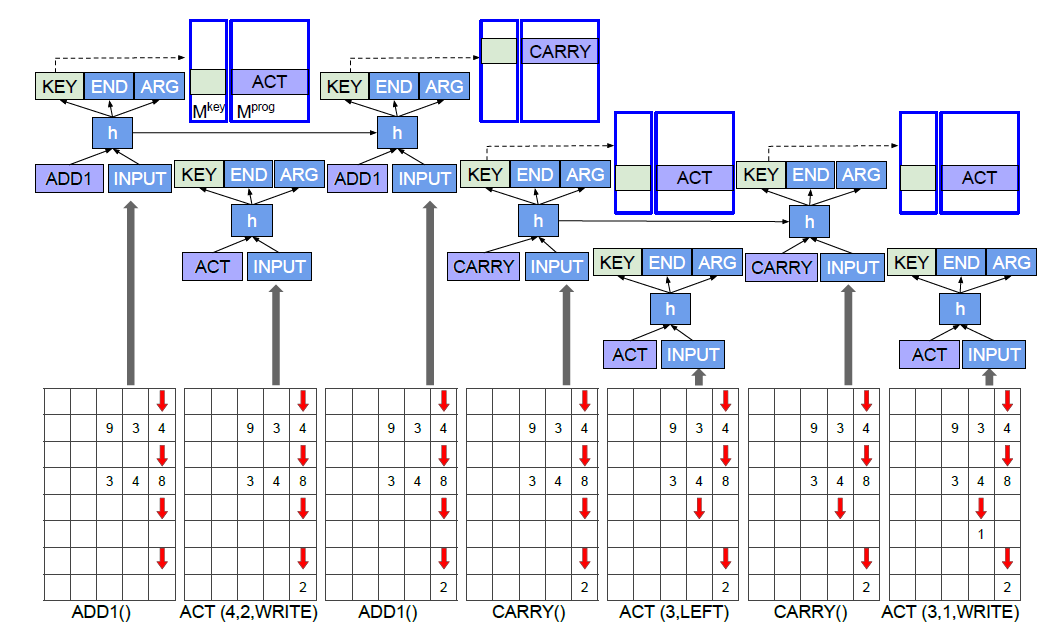 CARRY
KEY END ARG
ACT
KEY END ARG
Mkey Mprog
h
h
ADD1 INPUT
KEY END ARG
ADD1 INPUT
KEY END ARG
ACT
KEY END ARG
ACT
h
h
h
ACT INPUT
CARRY INPUT
KEY END ARG
CARRY INPUT
KEY END ARG
h
h
ACT INPUT
ACT INPUT
9 3 4 9 3 4 9 3 4 9 3 4 9 3 4 9 3 4 9 3 4
3 4 8 3 4 8 3 4 8 3 4 8 3 4 8 3 4 8 3 4 8
1
2 2 2 2 2 2
ADD1() ACT (4,2,WRITE) ADD1() CARRY() ACT (3,LEFT) CARRY() ACT (3,1,WRITE)